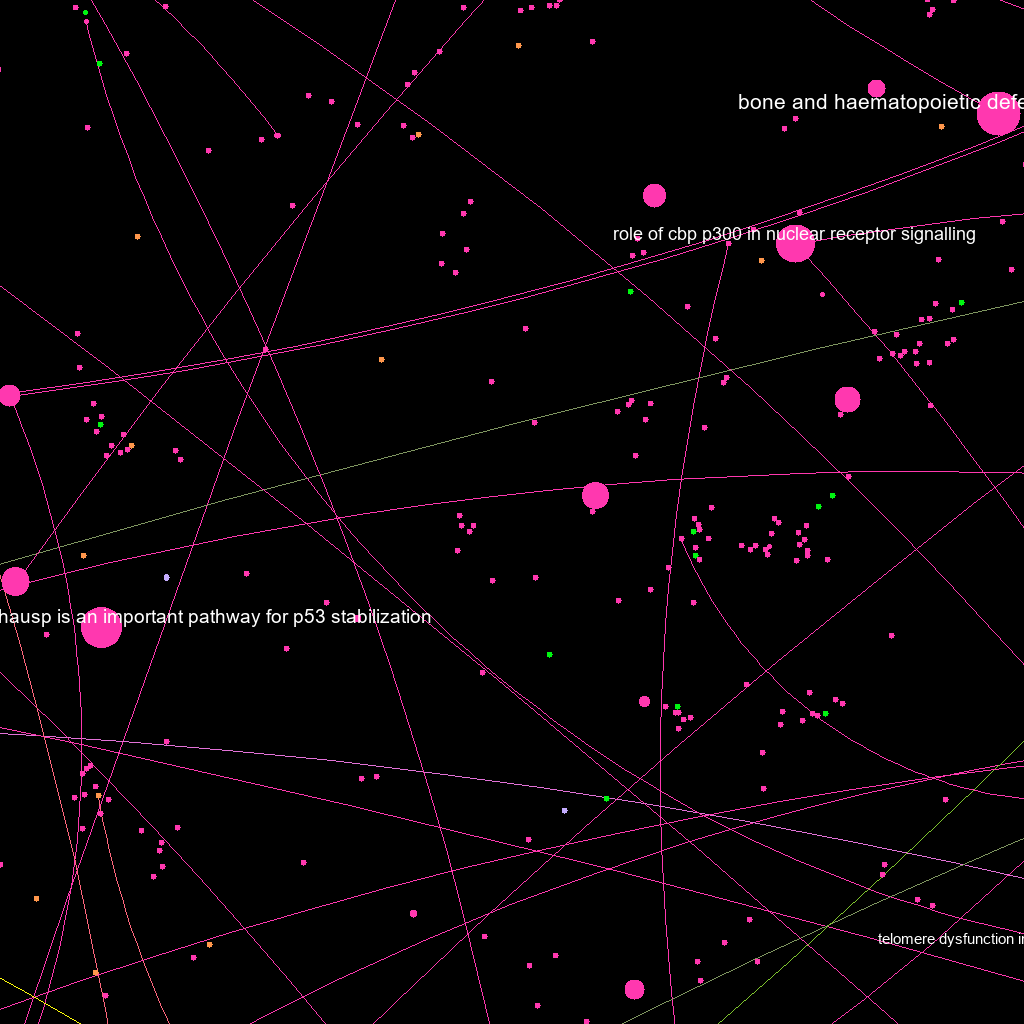 bone and haematopoietic defe
role of cbp p300 in nuclear receptor signalling
hausp is an important pathway for p53 stabilization
telomere dysfunction